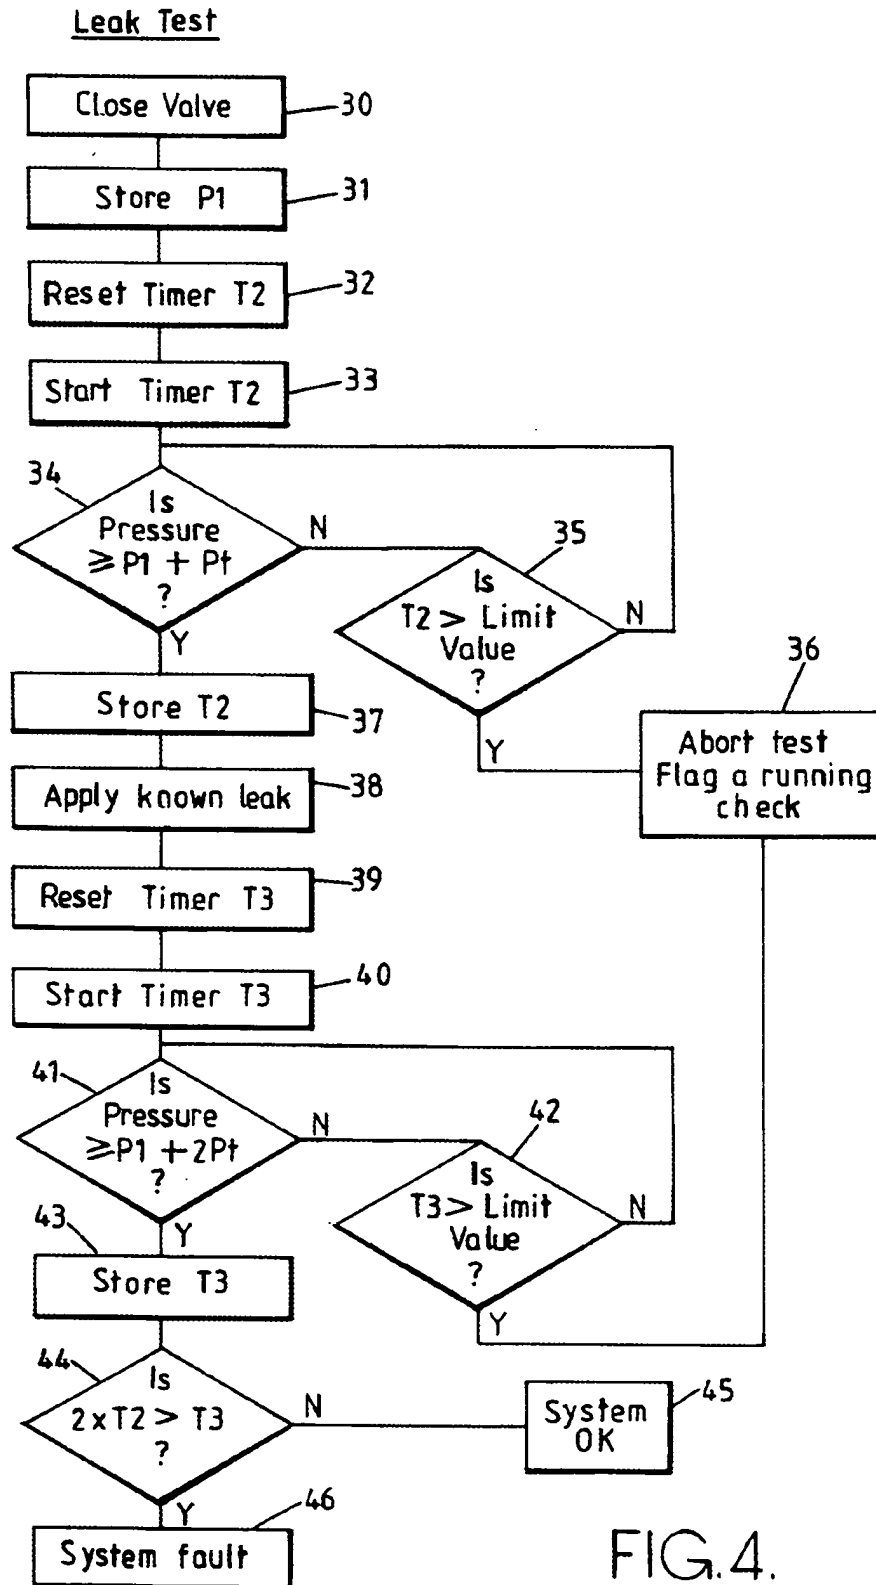 Leak Test
Close Valve
30
Store P1
31
Reset Timer T2
32
Start Timer T2
33
34
Is
Pressure
≥P1 + Pt
?
N
Y
35
Is
T2 > Limit
Value
?
N
Y
36
Abort test
Flag a running
check
Store T2
37
Apply known leak
38
Reset Timer T3
39
Start Timer T3
40
41
Is
Pressure
≥P1 + 2Pt
?
N
Y
42
Is
T3 > Limit
Value
?
N
Y
43
Store T3
44
Is
2xT2 > T3
?
N
Y
System
OK
45
System fault
46
FIG.4.